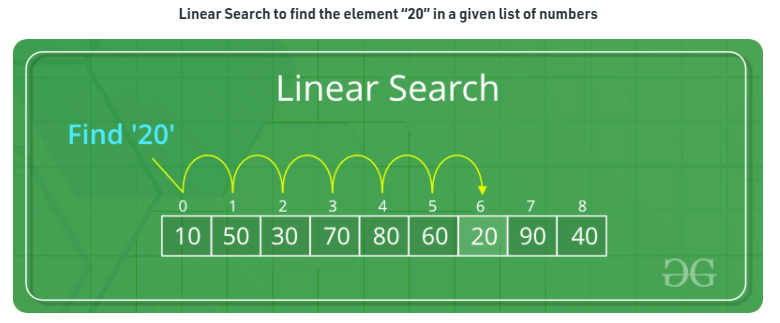 Linear Search to find the element “20” in a given list of numbers
Linear Search
Find '20'
0 1 2 3 4 5 6 7 8
10 50 30 70 80 60 20 90 40